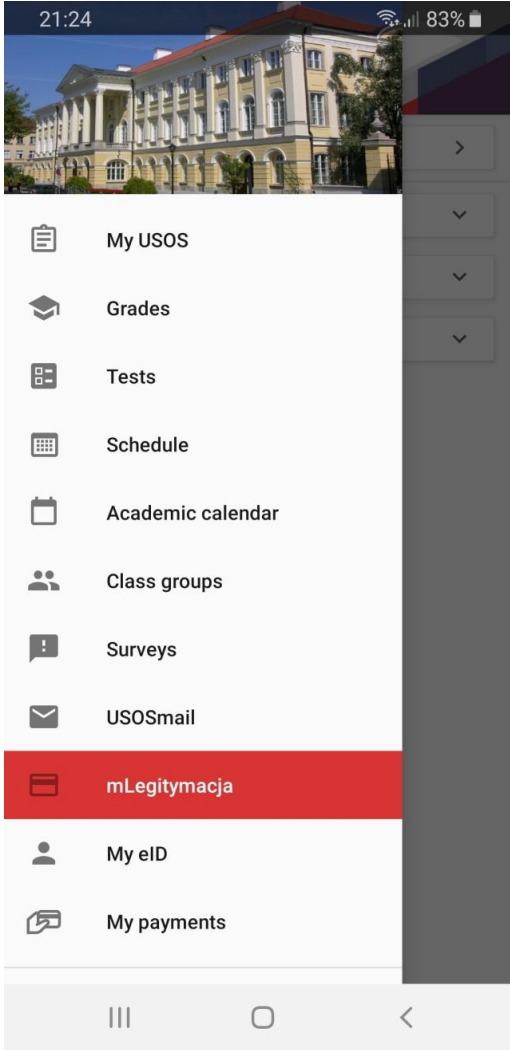 21:24
83%
My USOS
Grades
Tests
Schedule
Academic calendar
Class groups
Surveys
USOSmail
mLegitymacja
My eID
My payments